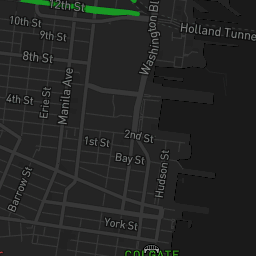 12th St
10th St
Holland Tunne
9th St
Washington Bl
8th St
4th St
Erie St
Manila Ave
2nd St
1st St
Bay St
Barrow St
Hudson St
York St
COLGATE